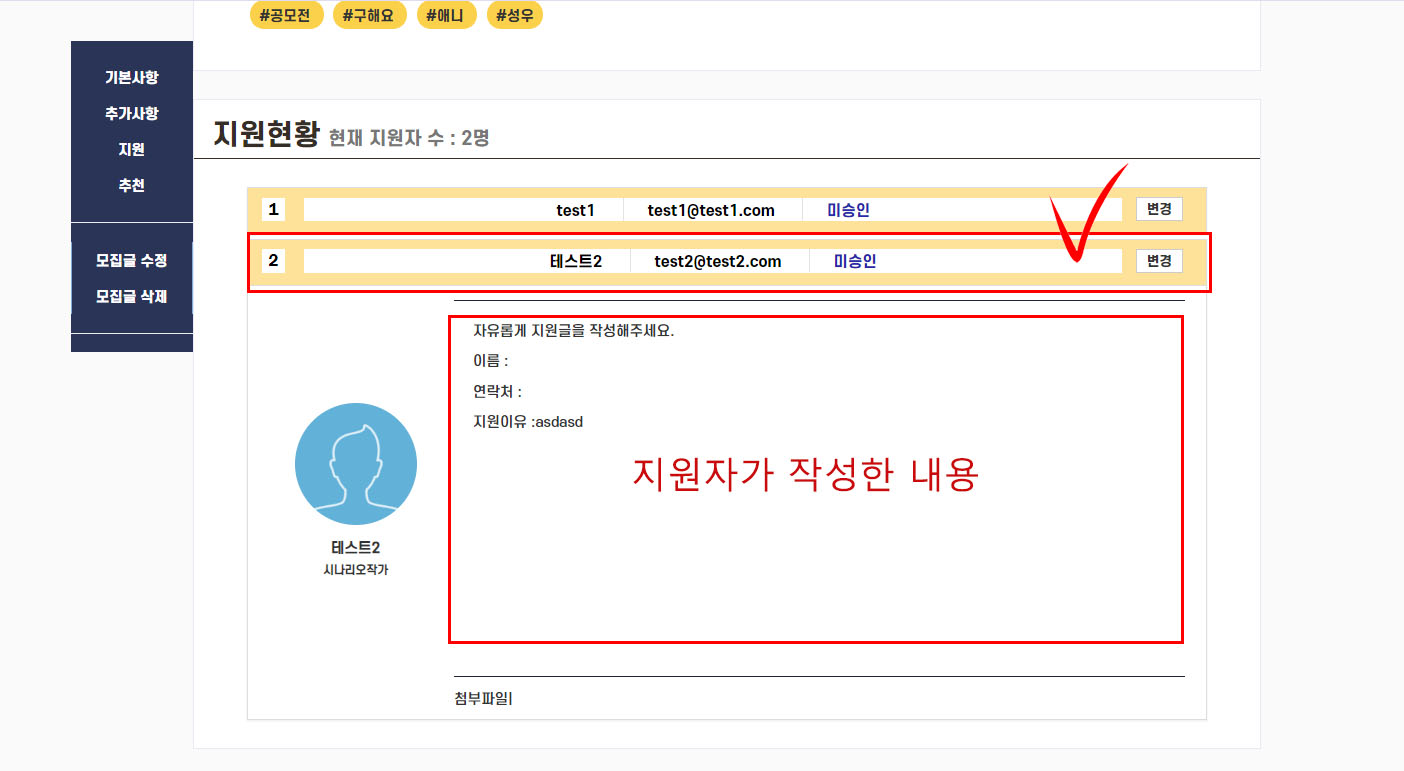 #공모전 #구해요 #애니 #성우
기본사항
추가사항
지원
추천
모집글 수정
모집글 삭제
지원현황 현재 지원자 수 : 2명
1 test1 test1@test1.com 미승인 변경
2 테스트2 test2@test2.com 미승인 변경
자유롭게 지원글을 작성해주세요.
이름 :
연락처 :
지원이유 :asdasd
지원자가 작성한 내용
테스트2
시나리오작가
첨부파일|